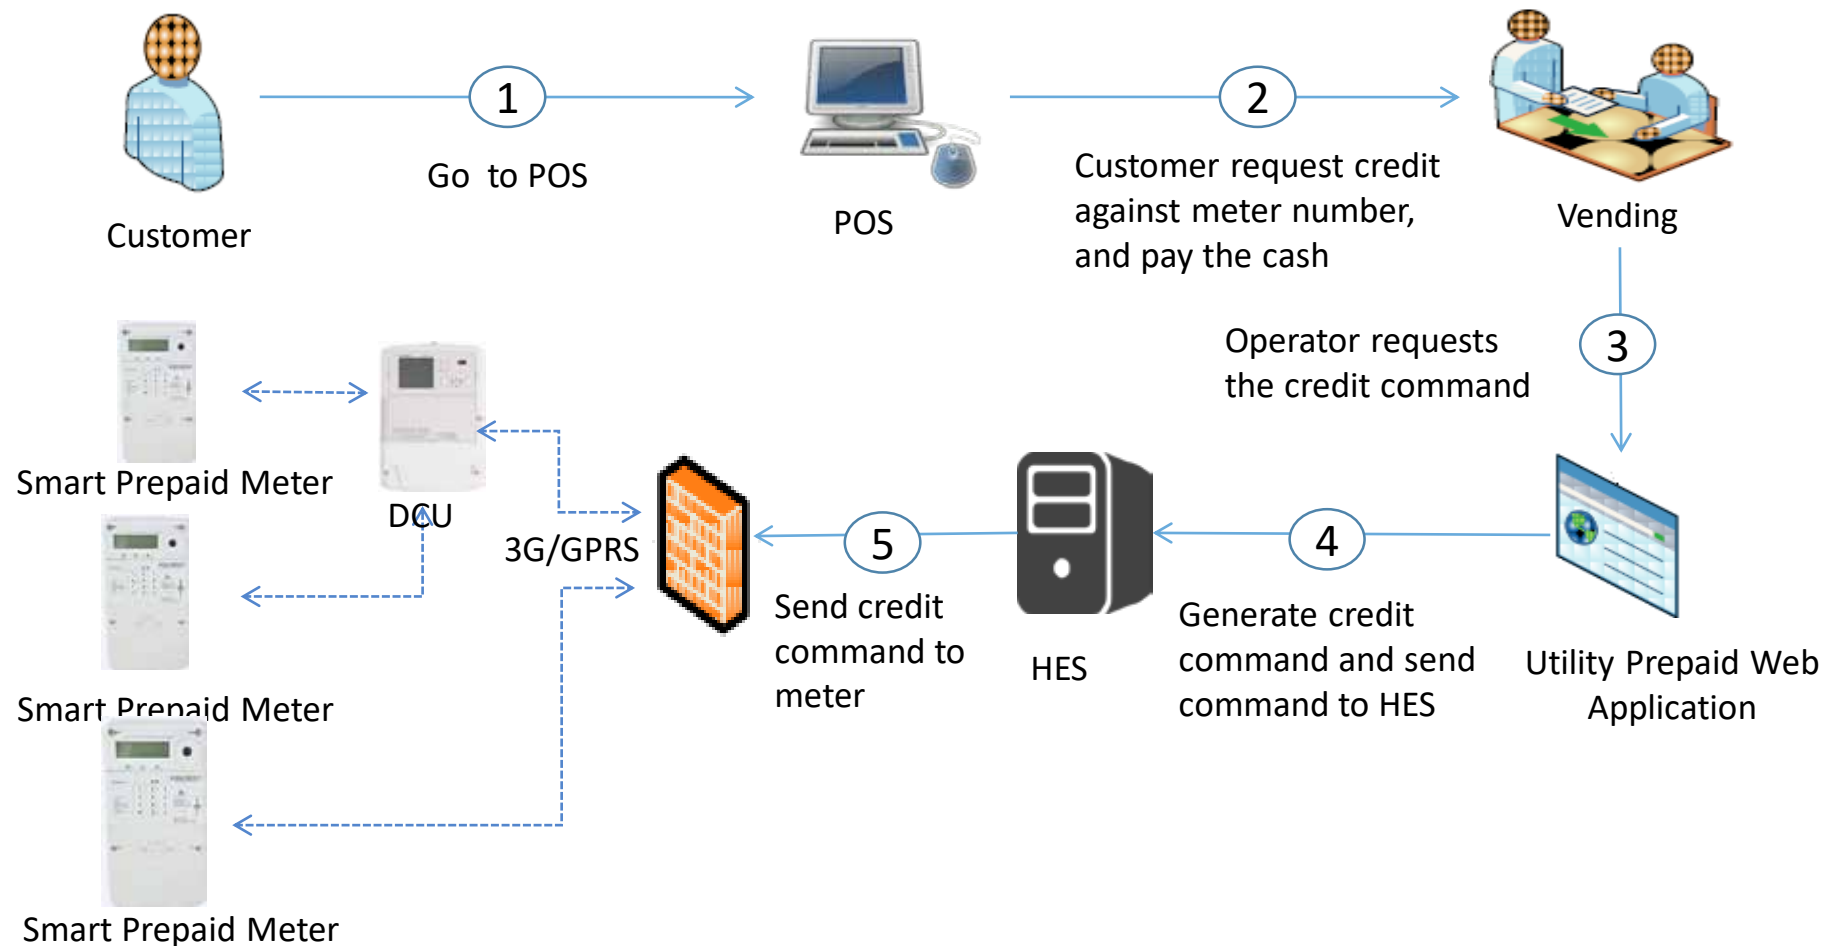 1
2
Go  to POS
Customer
POS
Customer request credit
against meter number,
and pay the cash
Vending
Operator requests
the credit command
3
Smart Prepaid Meter
DCU
3G/GPRS
5
4
Send credit
command to
meter
HES
Generate credit
command and send
command to HES
Utility Prepaid Web
Application
Smart Prepaid Meter
Smart Prepaid Meter